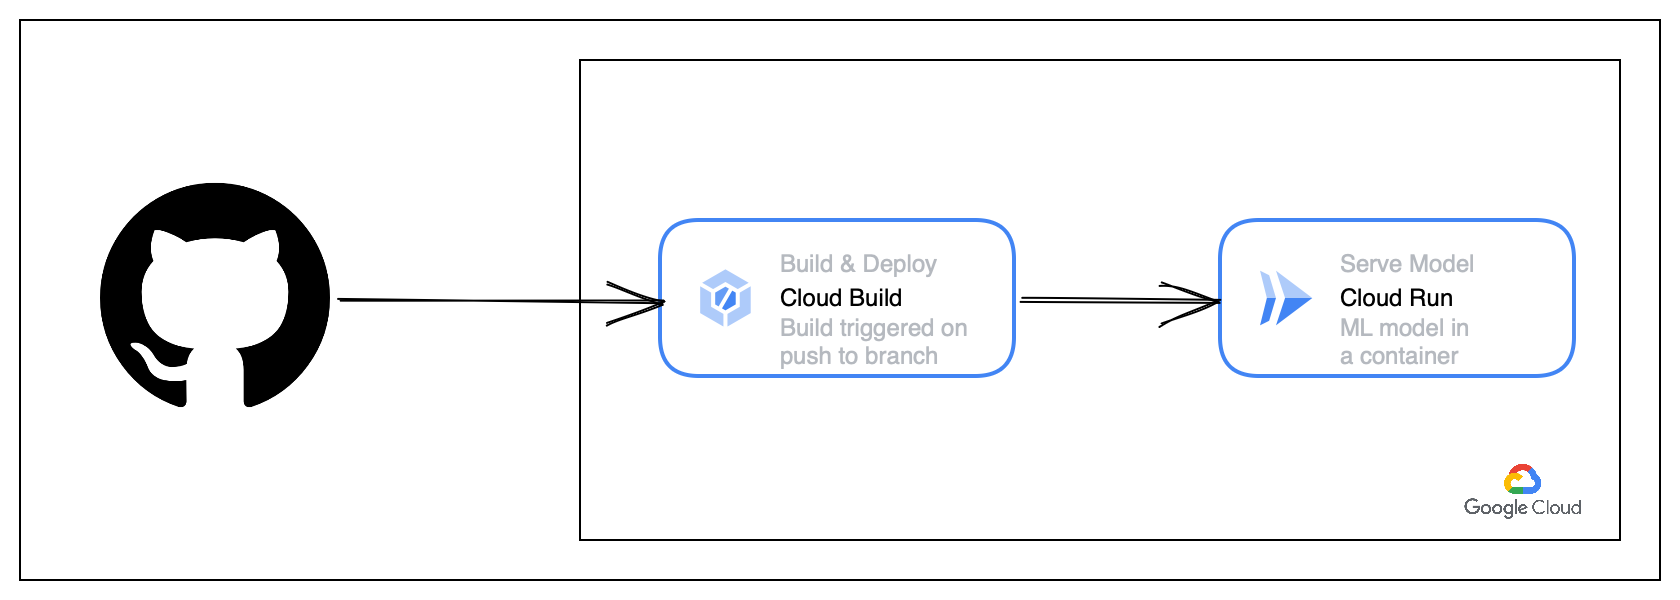 Build & Deploy
Cloud Build
Build triggered on
push to branch
Serve Model
Cloud Run
ML model in
a container
Google Cloud